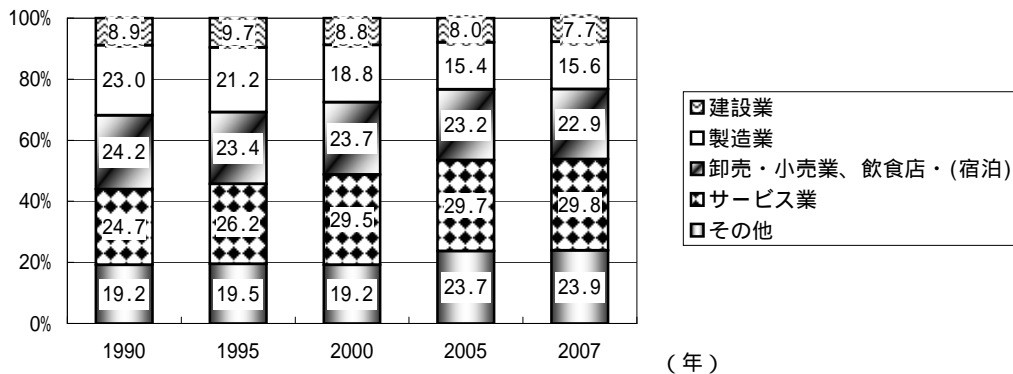 100%
80%
60%
40%
20%
0%
8.9 9.7 8.8 8.0 7.7
23.0 21.2 18.8 15.4 15.6
24.2 23.4 23.7 23.2 22.9
24.7 26.2 29.5 29.7 29.8
19.2 19.5 19.2 23.7 23.9
1990 1995 2000 2005 2007
(年)
建設業
製造業
卸売・小売業、飲食店・(宿泊)
サービス業
その他